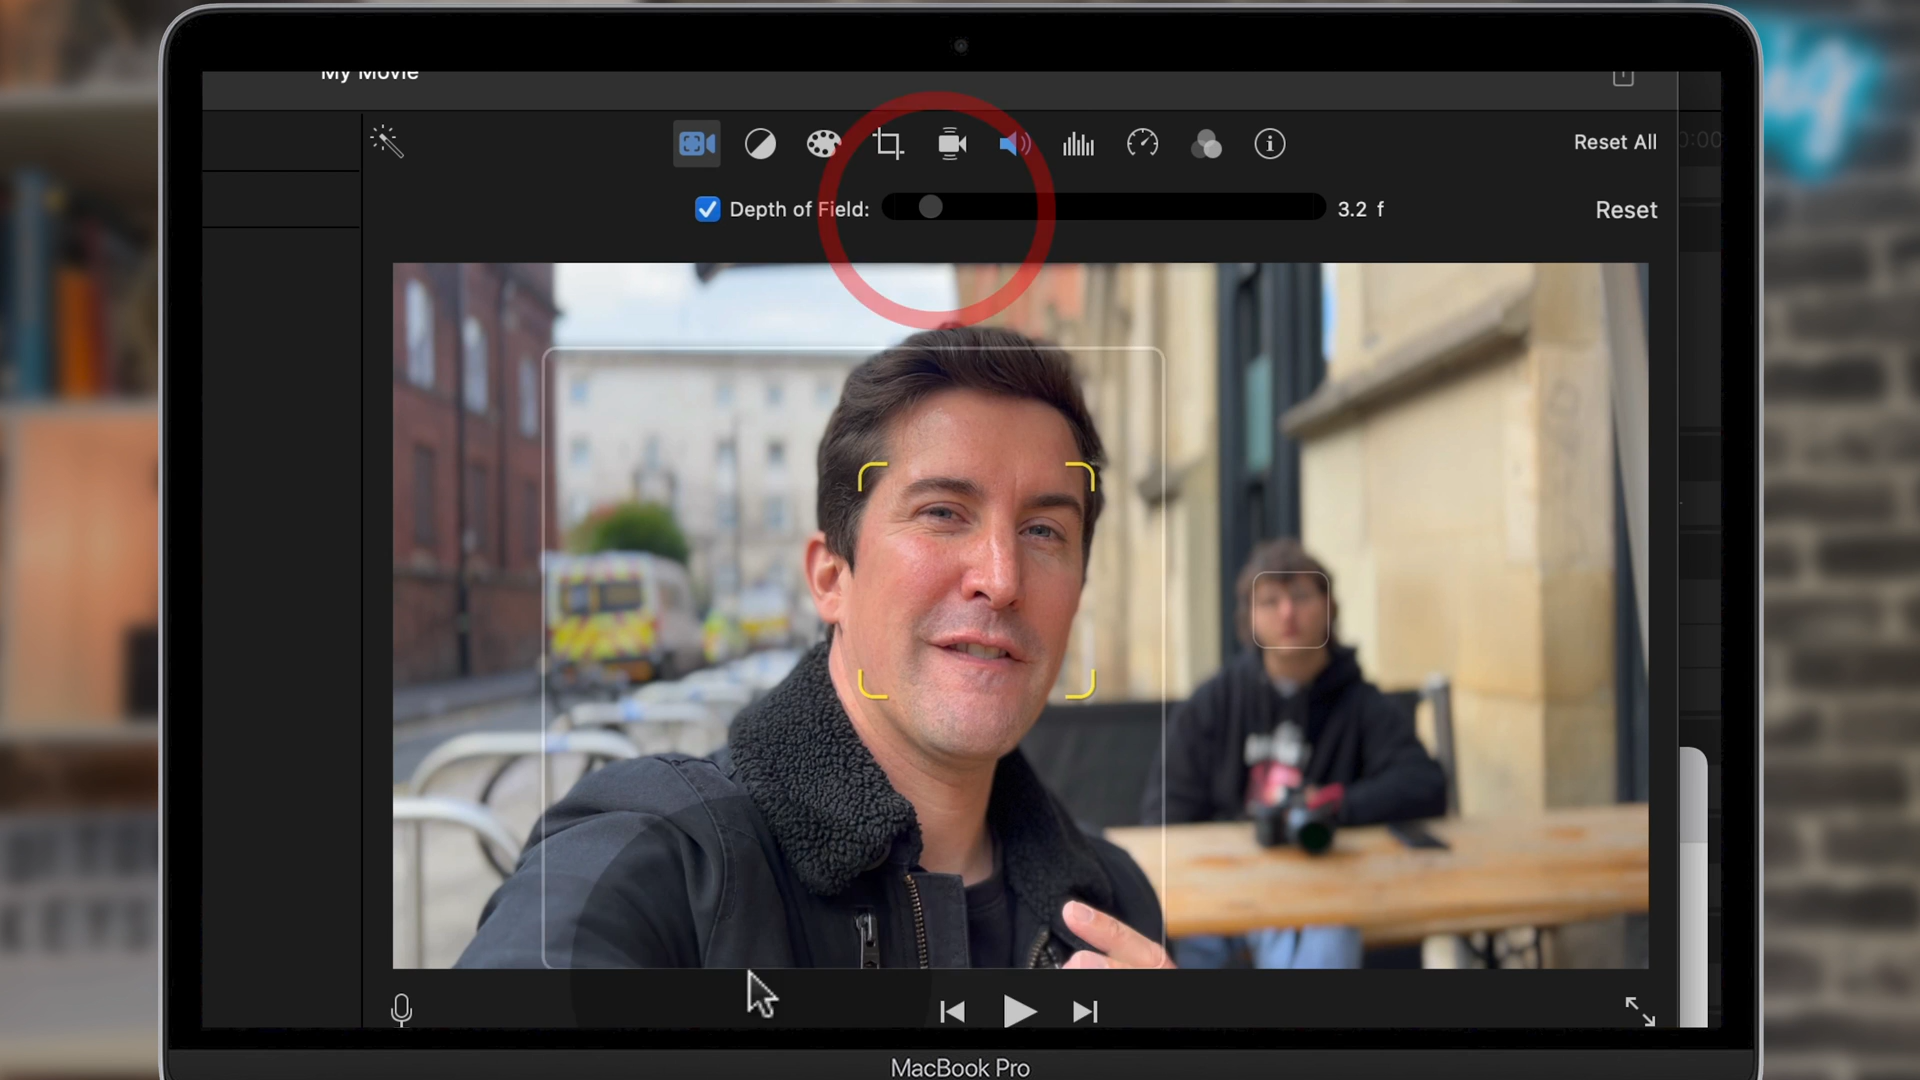 My Movie
Reset All
Depth of Field:
3.2 f
Reset
MacBook Pro